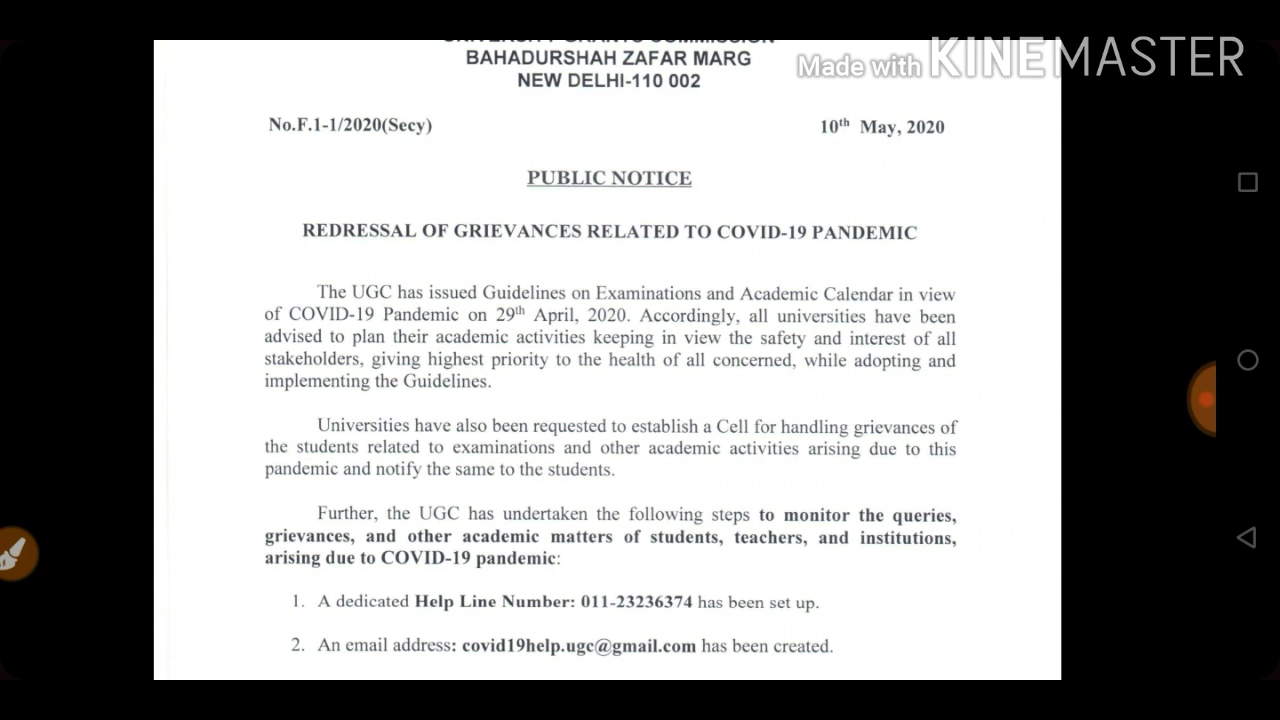 UNIVERSITY GRANTS COMMISSION
BAHADURSHAH ZAFAR MARG
NEW DELHI-110 002
Made with KINEMASTER
No.F.1-1/2020(Secy)
10th May, 2020
PUBLIC NOTICE
REDRESSAL OF GRIEVANCES RELATED TO COVID-19 PANDEMIC
The UGC has issued Guidelines on Examinations and Academic Calendar in view
of COVID-19 Pandemic on 29th April, 2020. Accordingly, all universities have been
advised to plan their academic activities keeping in view the safety and interest of all
stakeholders, giving highest priority to the health of all concerned, while adopting and
implementing the Guidelines.
Universities have also been requested to establish a Cell for handling grievances of
the students related to examinations and other academic activities arising due to this
pandemic and notify the same to the students.
Further, the UGC has undertaken the following steps to monitor the queries,
grievances, and other academic matters of students, teachers, and institutions,
arising due to COVID-19 pandemic:
1. A dedicated Help Line Number: 011-23236374 has been set up.
2. An email address: covid19help.ugc@gmail.com has been created.